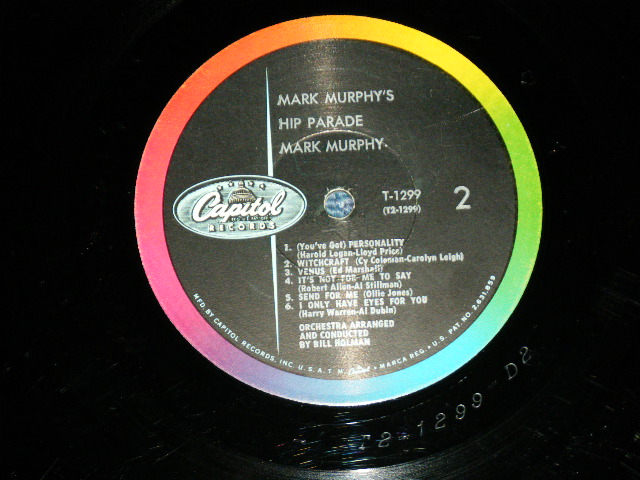 MARK MURPHY'S
HIP PARADE
MARK MURPHY
Capitol
RECORDS
T-1299
(T2-1299)
2
1. (You've Got) PERSONALITY
(Harold Logan-Lloyd Price)
2. WITCHCRAFT (Cy Coleman-Carolyn Leigh)
3. VENUS (Ed Marshall)
4. IT'S NOT FOR ME TO SAY
(Robert Allen-Al Stillman)
5. SEND FOR ME (Ollie Jones)
6. I ONLY HAVE EYES FOR YOU
(Harry Warren-Al Dubin)
ORCHESTRA ARRANGED
AND CONDUCTED
BY BILL HOLMAN
MFD. BY CAPITOL RECORDS, INC. U.S.A. T.M. Capitol • MARCA REG. • U.S. PAT. NO. 2,631,859
T2-1299-D2